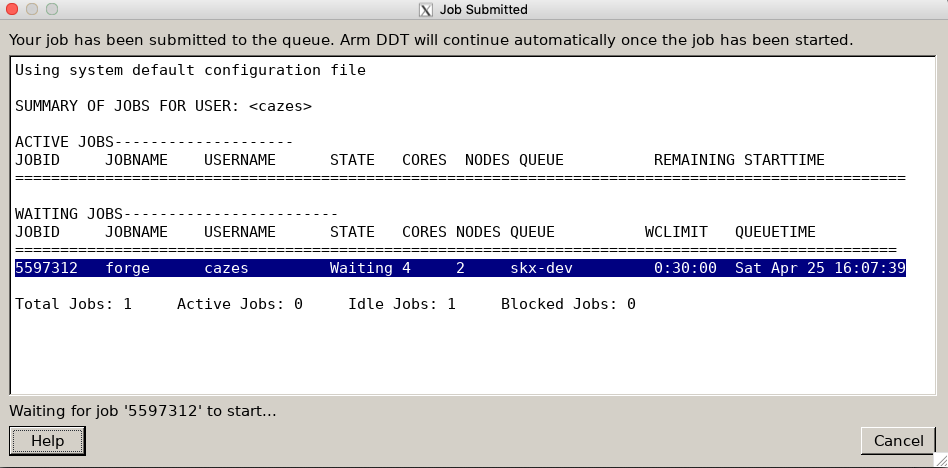 Job Submitted
Your job has been submitted to the queue. Arm DDT will continue automatically once the job has been started.
Using system default configuration file
SUMMARY OF JOBS FOR USER: <cazes>
ACTIVE JOBS--------------------
JOBID     JOBNAME    USERNAME      STATE   CORES  NODES QUEUE          REMAINING STARTTIME
===================================================================================================
WAITING JOBS------------------------
JOBID     JOBNAME    USERNAME      STATE   CORES NODES QUEUE          WCLIMIT   QUEUETIME
==================================================================================================
5597312   forge      cazes         Waiting 4     2     skx-dev         0:30:00  Sat Apr 25 16:07:39
Total Jobs: 1     Active Jobs: 0     Idle Jobs: 1     Blocked Jobs: 0
Waiting for job '5597312' to start...
Help
Cancel